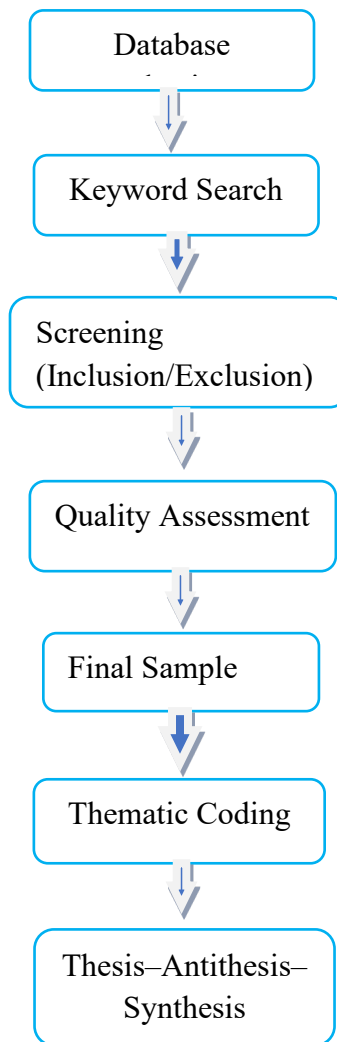 Database
Keyword Search
Screening
(Inclusion/Exclusion)
Quality Assessment
Final Sample
Thematic Coding
Thesis–Antithesis–
Synthesis